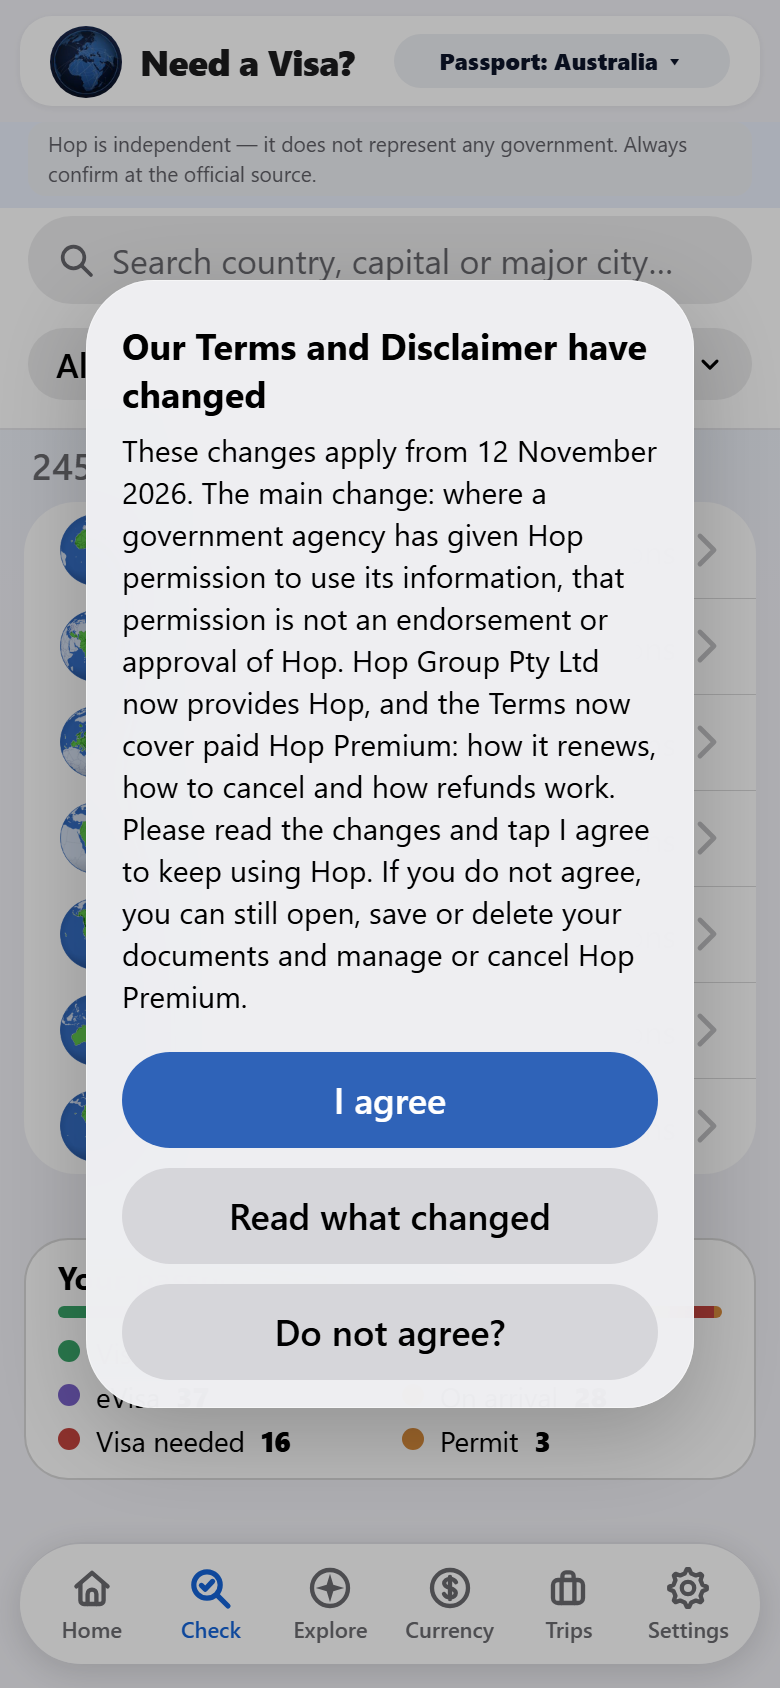 Need a Visa?
Passport: Australia ▾
Hop is independent — it does not represent any government. Always
confirm at the official source.
Search country, capital or major city...
Our Terms and Disclaimer have
changed
These changes apply from 12 November
2026. The main change: where a
government agency has given Hop
permission to use its information, that
permission is not an endorsement or
approval of Hop. Hop Group Pty Ltd
now provides Hop, and the Terms now
cover paid Hop Premium: how it renews,
how to cancel and how refunds work.
Please read the changes and tap I agree
to keep using Hop. If you do not agree,
you can still open, save or delete your
documents and manage or cancel Hop
Premium.
I agree
Read what changed
Do not agree?
245
eVisa 37
On arrival 28
Visa needed 16
Permit 3
Home
Check
Explore
Currency
Trips
Settings